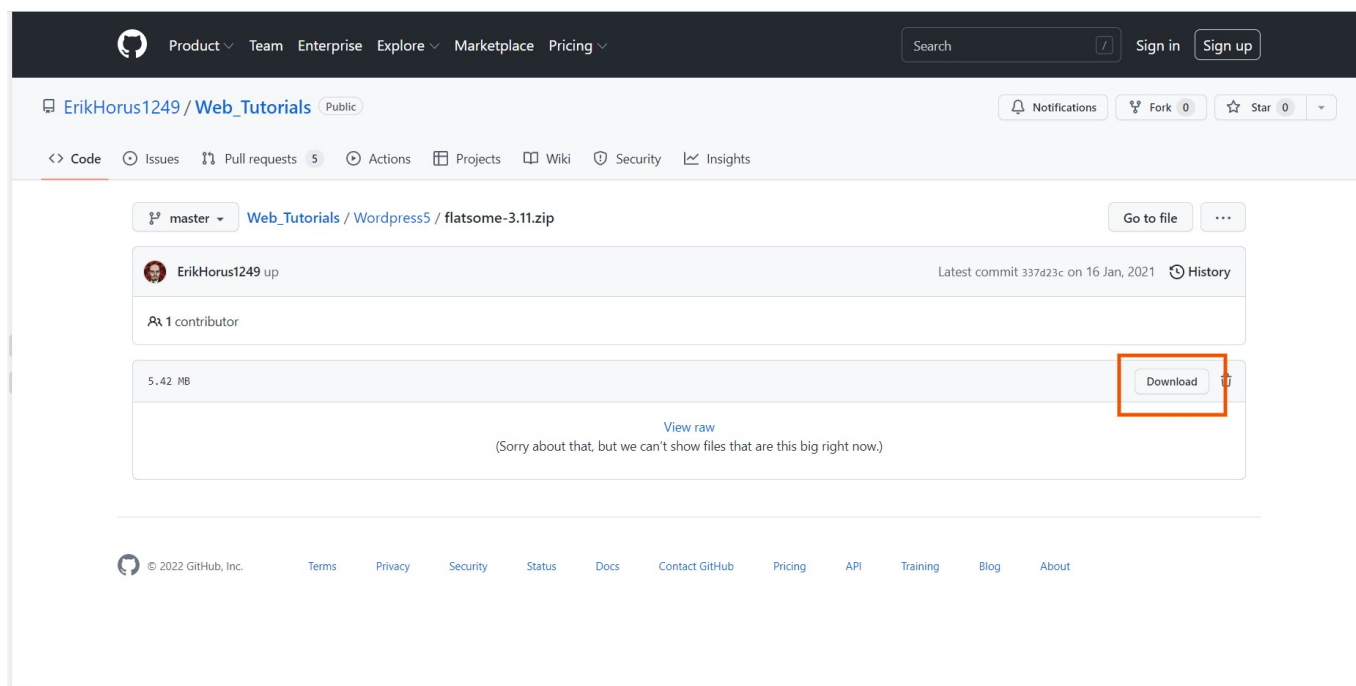 Product Team Enterprise Explore Marketplace Pricing Search / Sign in Sign up
ErikHorus1249 / Web_Tutorials Public Notifications Fork 0 Star 0
<> Code Issues Pull requests 5 Actions Projects Wiki Security Insights
master Web_Tutorials / Wordpress5 / flatsome-3.11.zip Go to file ...
ErikHorus1249 up Latest commit 337d23c on 16 Jan, 2021 History
1 contributor
5.42 MB Download
View raw
(Sorry about that, but we can't show files that are this big right now.)
© 2022 GitHub, Inc. Terms Privacy Security Status Docs Contact GitHub Pricing API Training Blog About